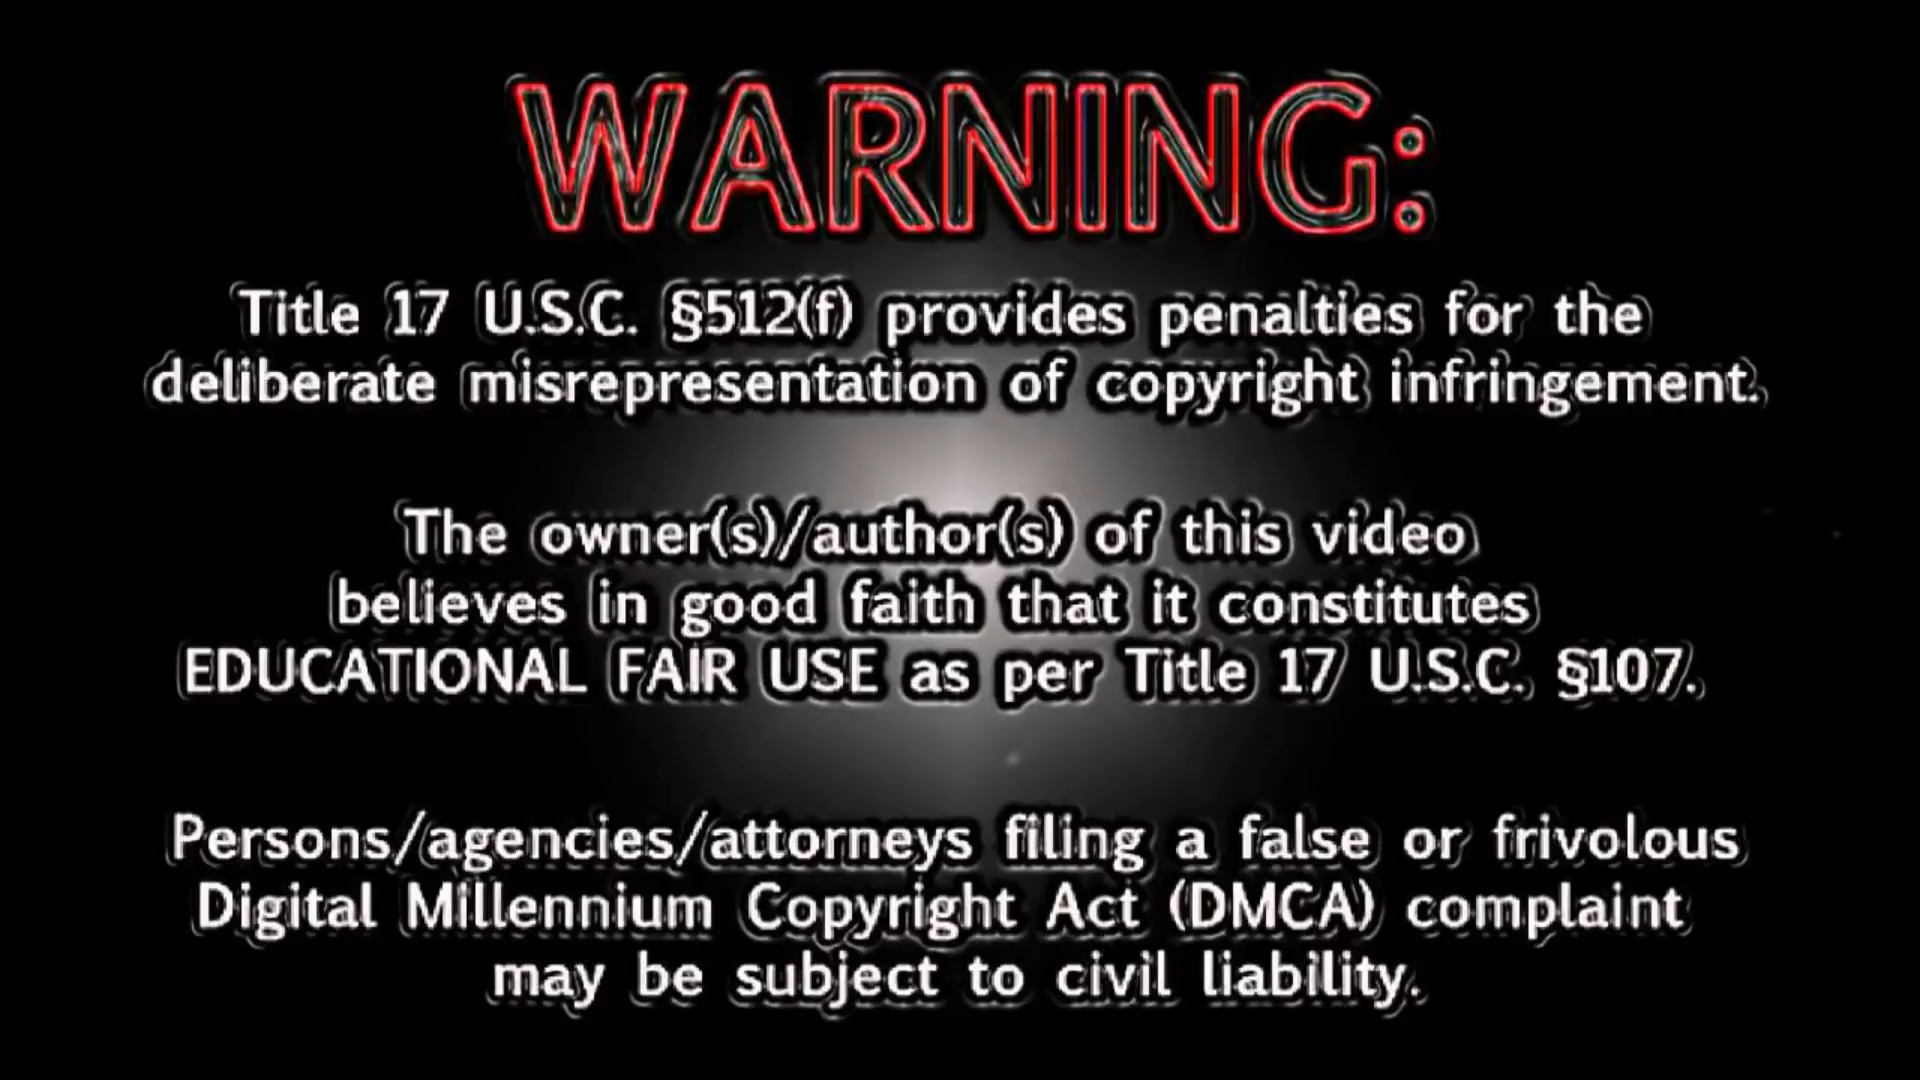 WARNING:
Title 17 U.S.C. §512(f) provides penalties for the
deliberate misrepresentation of copyright infringement.
The owner(s)/author(s) of this video
believes in good faith that it constitutes
EDUCATIONAL FAIR USE as per Title 17 U.S.C. §107.
Persons/agencies/attorneys filing a false or frivolous
Digital Millennium Copyright Act (DMCA) complaint
may be subject to civil liability.